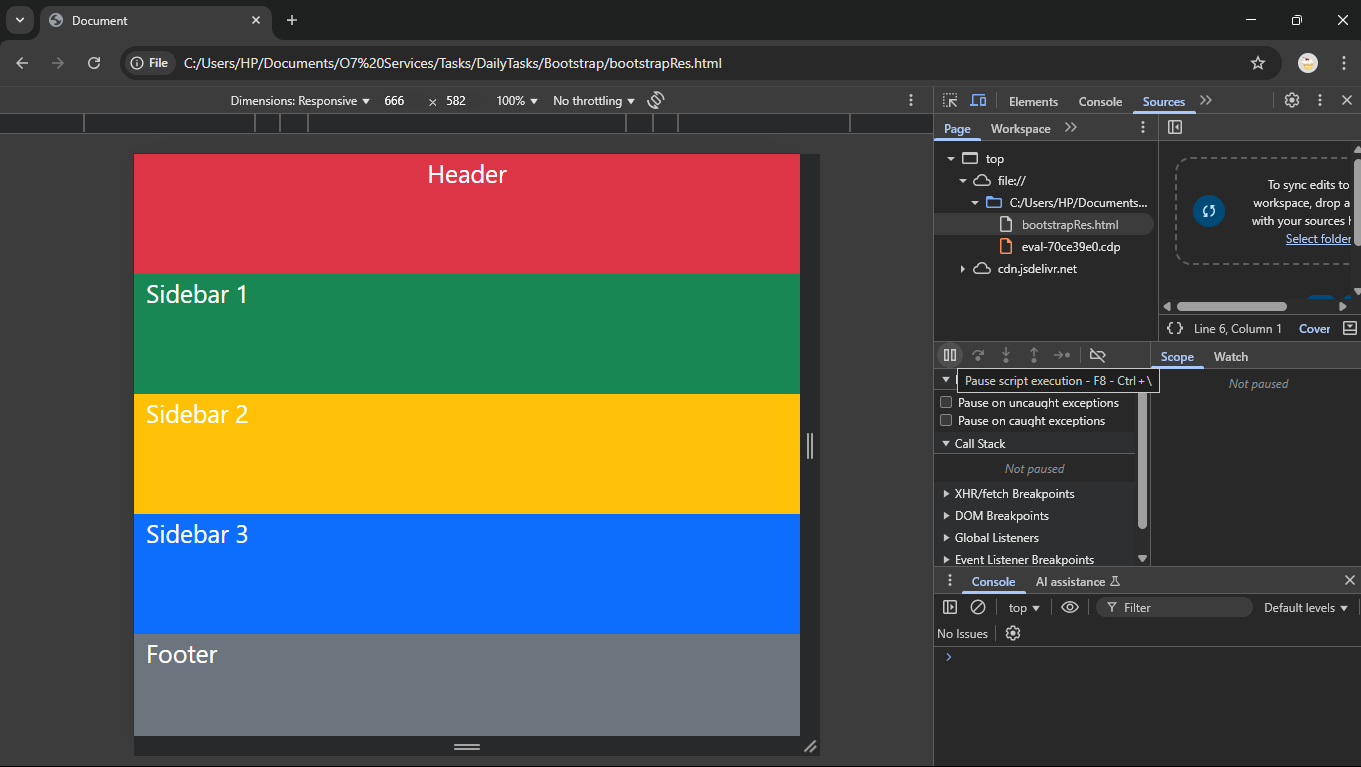 Document
File
C:/Users/HP/Documents/O7%20Services/Tasks/DailyTasks/Bootstrap/bootstrapRes.html
Dimensions: Responsive 666 × 582 100% No throttling
Elements Console Sources
Page Workspace
top
file://
C:/Users/HP/Documents...
bootstrapRes.html
eval-70ce39e0.cdp
cdn.jsdelivr.net
To sync edits to
workspace, drop a
with your sources
Select folder
{ } Line 6, Column 1 Cover
Scope Watch
Not paused
Pause script execution - F8 - Ctrl+\
Pause on uncaught exceptions
Pause on caught exceptions
Call Stack
Not paused
XHR/fetch Breakpoints
DOM Breakpoints
Global Listeners
Event Listener Breakpoints
Console AI assistance
top Filter Default levels
No Issues
Header
Sidebar 1
Sidebar 2
Sidebar 3
Footer